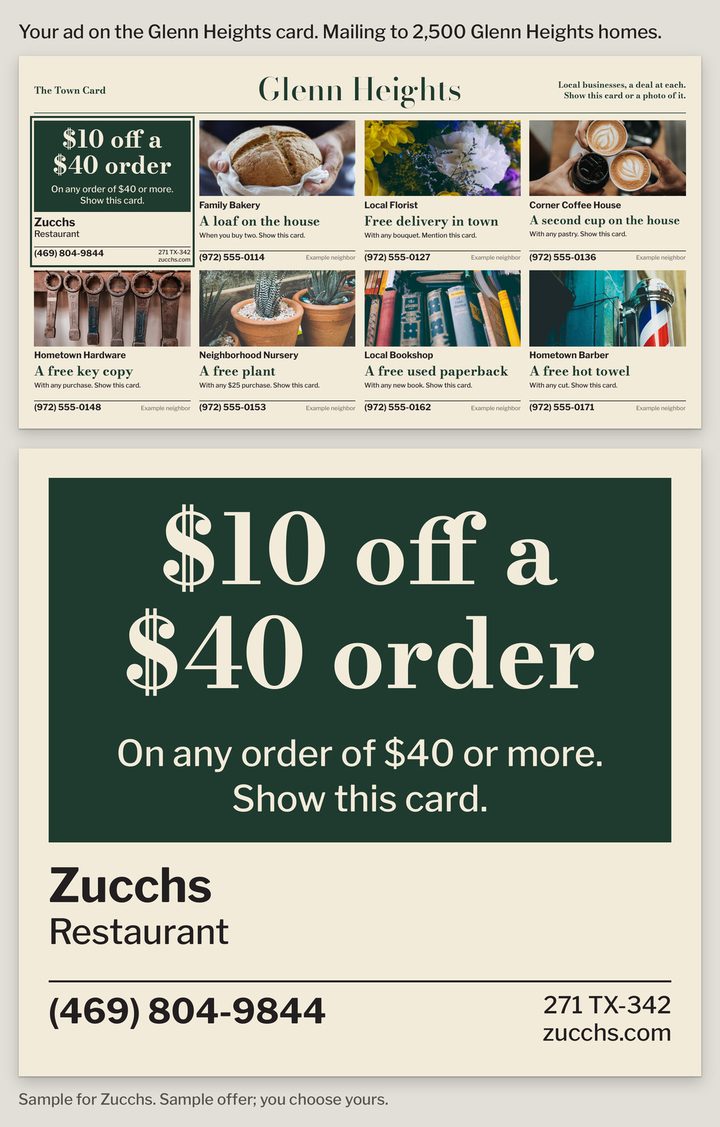 Your ad on the Glenn Heights card. Mailing to 2,500 Glenn Heights homes.
The Town Card
Glenn Heights
Local businesses, a deal at each.
Show this card or a photo of it.
$10 off a
$40 order
On any order of $40 or more.
Show this card.
Zucchs
Restaurant
(469) 804-9844
271 TX-342
zucchs.com
Family Bakery
A loaf on the house
When you buy two. Show this card.
(972) 555-0114
Example neighbor
Local Florist
Free delivery in town
With any bouquet. Mention this card.
(972) 555-0127
Example neighbor
Corner Coffee House
A second cup on the house
With any pastry. Show this card.
(972) 555-0136
Example neighbor
Hometown Hardware
A free key copy
With any purchase. Show this card.
(972) 555-0148
Example neighbor
Neighborhood Nursery
A free plant
With any $25 purchase. Show this card.
(972) 555-0153
Example neighbor
Local Bookshop
A free used paperback
With any new book. Show this card.
(972) 555-0162
Example neighbor
Hometown Barber
A free hot towel
With any cut. Show this card.
(972) 555-0171
Example neighbor
$10 off a
$40 order
On any order of $40 or more.
Show this card.
Zucchs
Restaurant
(469) 804-9844
271 TX-342
zucchs.com
Sample for Zucchs. Sample offer; you choose yours.